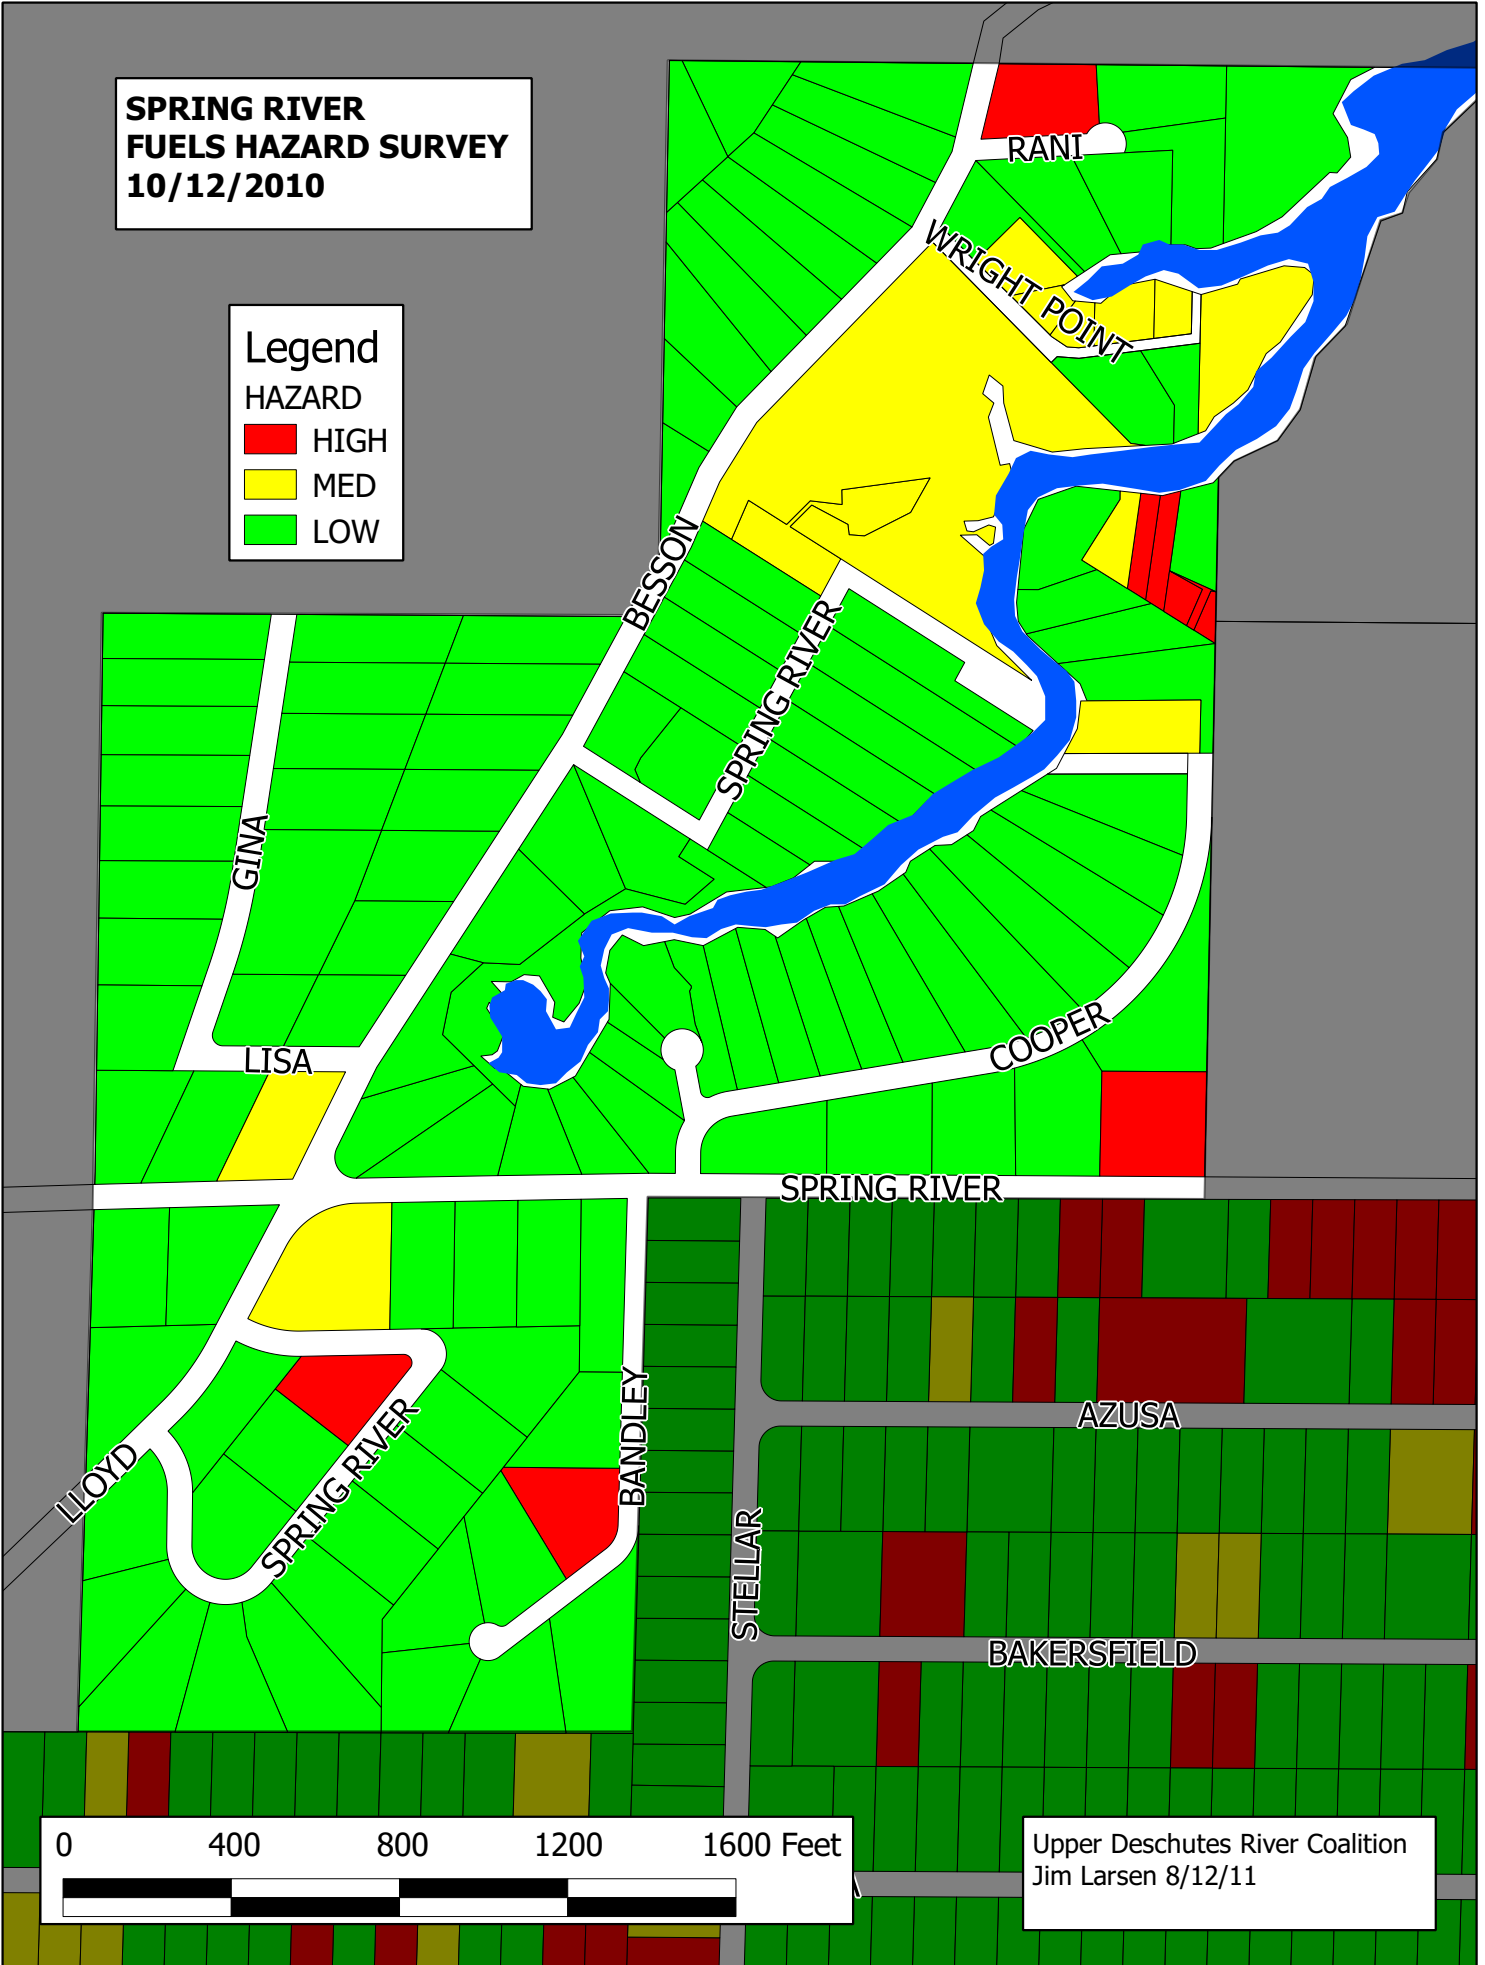 SPRING RIVER
FUELS HAZARD SURVEY
10/12/2010
RANI
WRIGHT POINT
Legend
HAZARD
HIGH
MED
LOW
BESSON
SPRING RIVER
GINA
COOPER
LISA
SPRING RIVER
BANDLEY
AZUSA
LLOYD
SPRING RIVER
STELLAR
BAKERSFIELD
0 400 800 1200 1600 Feet
Upper Deschutes River Coalition
Jim Larsen 8/12/11